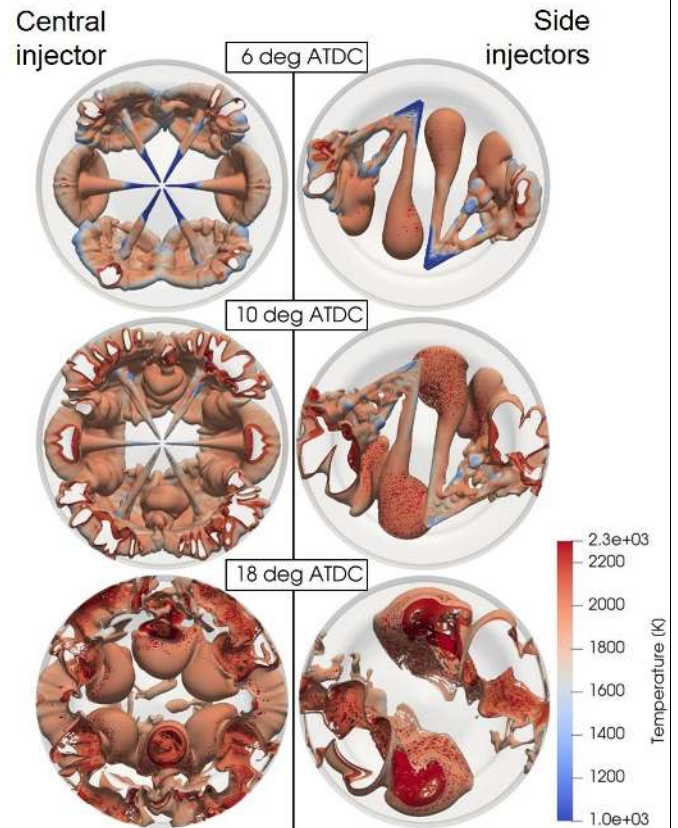 Central
injector
Side
injectors
6 deg ATDC
10 deg ATDC
18 deg ATDC
2.3e+03
2200
2000
1800
1600
1400
1200
1.0e+03
Temperature (K)